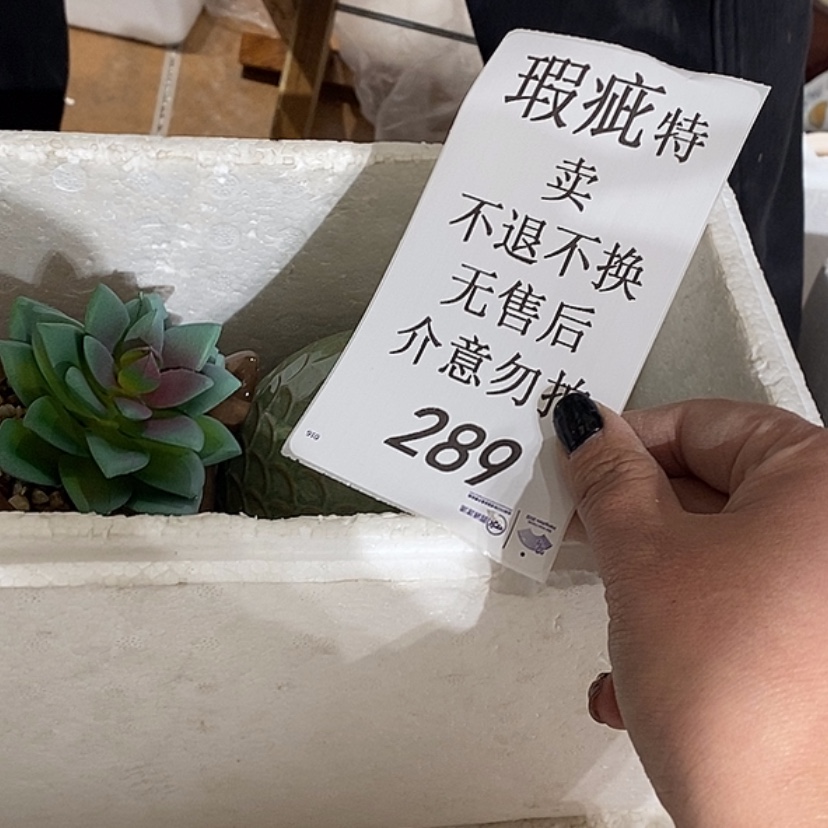 瑕疵特
卖
不退不换
无售后
介意勿拍
289